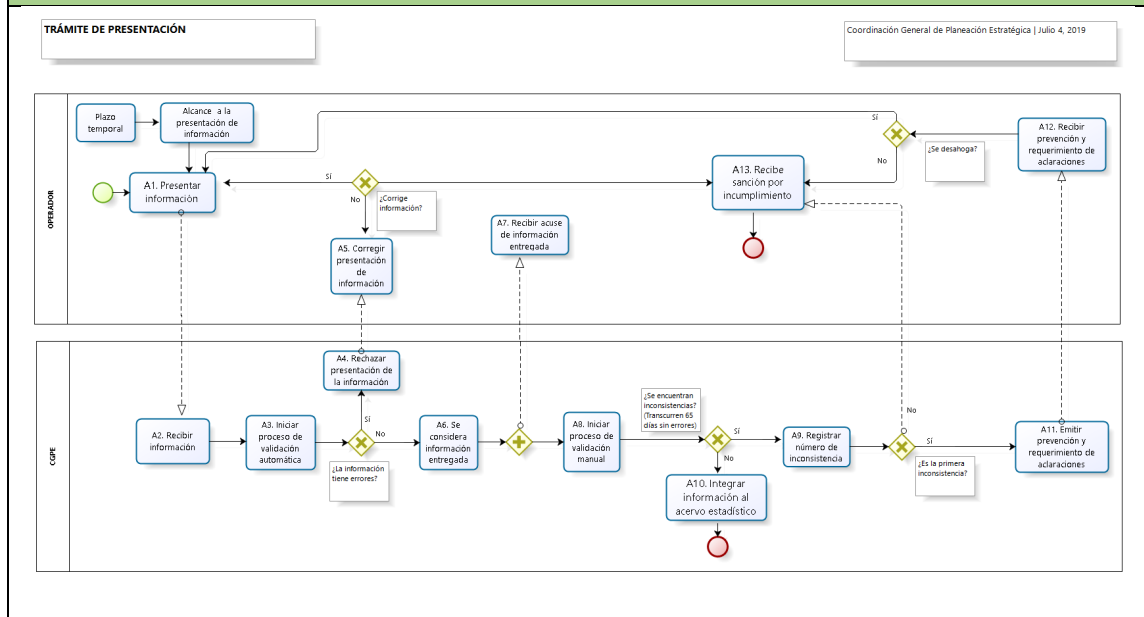 TRÁMITE DE PRESENTACIÓN
Coordinación General de Planeación Estratégica | Julio 4, 2019
OPERADOR
Plazo
temporal
Alcance a la
presentación de
información
A1. Presentar
información
Sí
No
¿Corrige
información?
A5. Corregir
presentación
de
información
A7. Recibir acuse
de información
entregada
A13. Recibe
sanción por
incumplimiento
Sí
No
¿Se desahoga?
A12. Recibir
prevención y
requerimiento de
aclaraciones
CGPE
A2. Recibir
información
A3. Iniciar
proceso de
validación
automática
A4. Rechazar
presentación de
la información
Sí
No
¿La información
tiene errores?
A6. Se
considera
información
entregada
A8. Iniciar
proceso de
validación
manual
¿Se encuentran
inconsistencias?
(Transcurren 65
días sin errores)
Sí
No
A10. Integrar
información al
acervo estadístico
A9. Registrar
número de
inconsistencia
No
Sí
¿Es la primera
inconsistencia?
A11. Emitir
prevención y
requerimiento de
aclaraciones